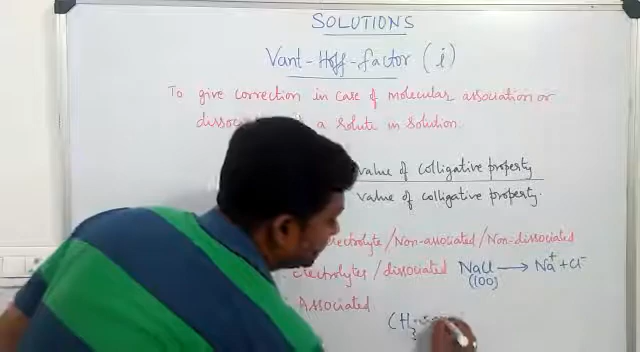 SOLUTIONS
Vant-Hoff-factor (i)
To give correction in case of molecular association or
a solute in solution.
value of colligative property
value of colligative property.
/Non-associated/Non-dissociated
Electrolytes/dissociated NaCl → Na+ + Cl-
(100)
Associated
(H3